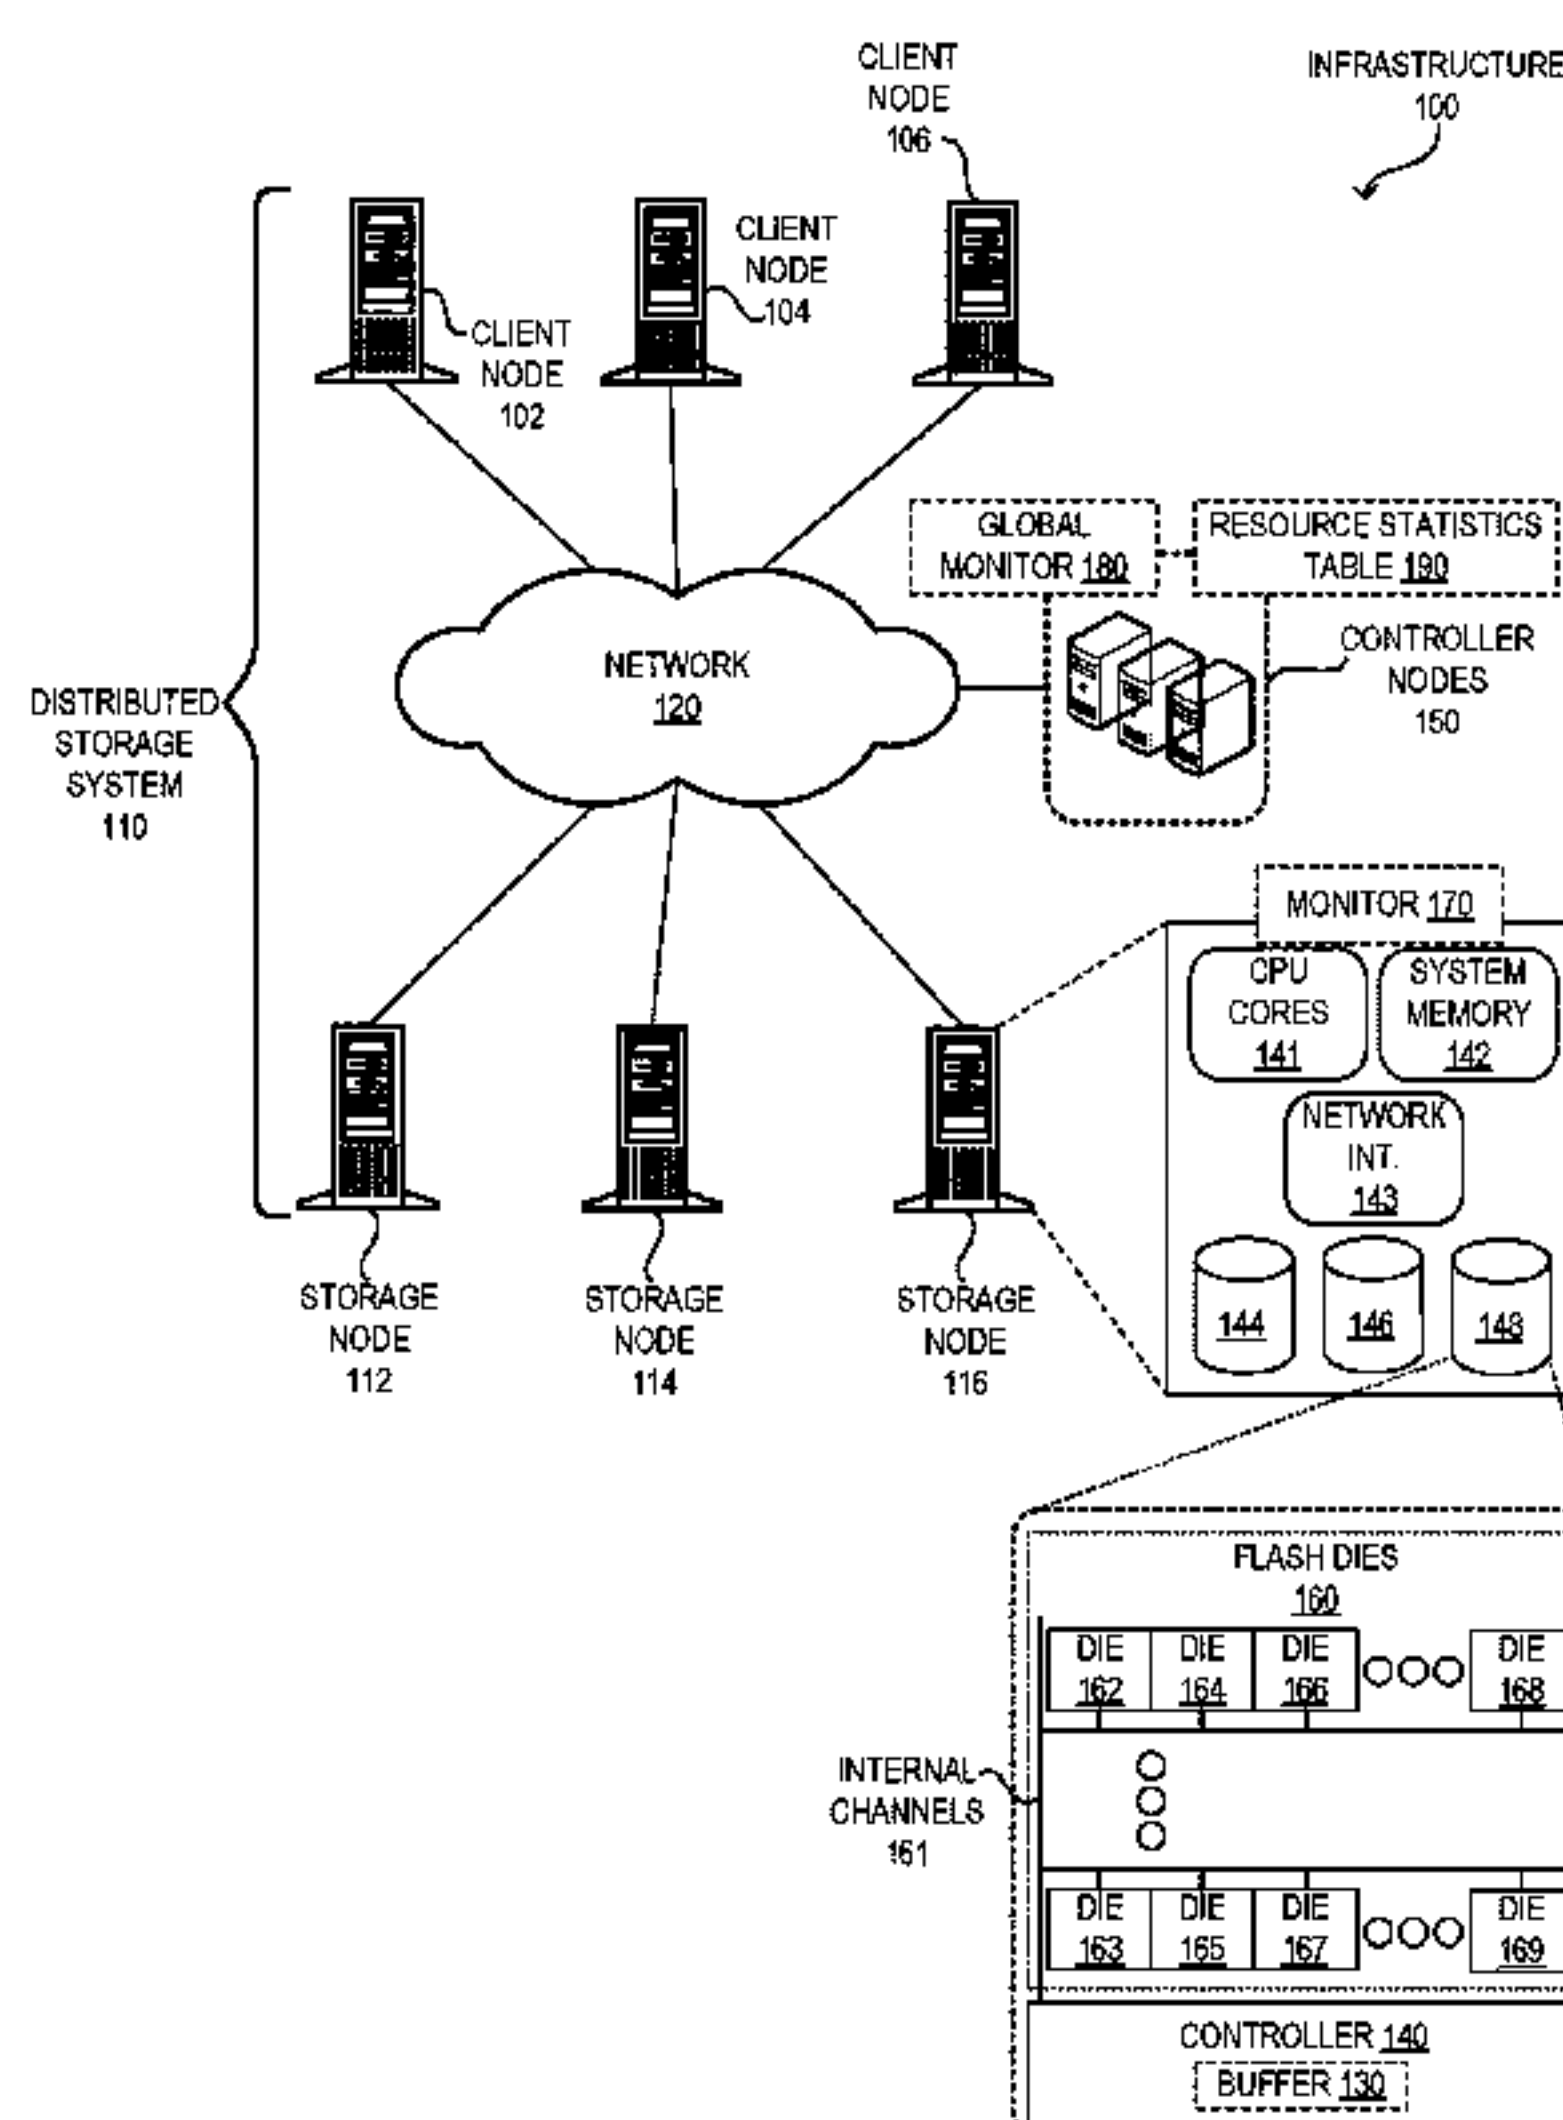 CLIENT
NODE
106
INFRASTRUCTURE
100
CLIENT
NODE
104
CLIENT
NODE
102
GLOBAL
MONITOR 180
RESOURCE STATISTICS
TABLE 190
NETWORK
120
CONTROLLER
NODES
150
DISTRIBUTED
STORAGE
SYSTEM
110
MONITOR 170
CPU
CORES
141
SYSTEM
MEMORY
142
NETWORK
INT.
143
144
146
148
STORAGE
NODE
112
STORAGE
NODE
114
STORAGE
NODE
116
FLASH DIES
160
DIE
162
DIE
164
DIE
166
DIE
168
INTERNAL
CHANNELS
161
DIE
163
DIE
165
DIE
167
DIE
169
CONTROLLER 140
BUFFER 130